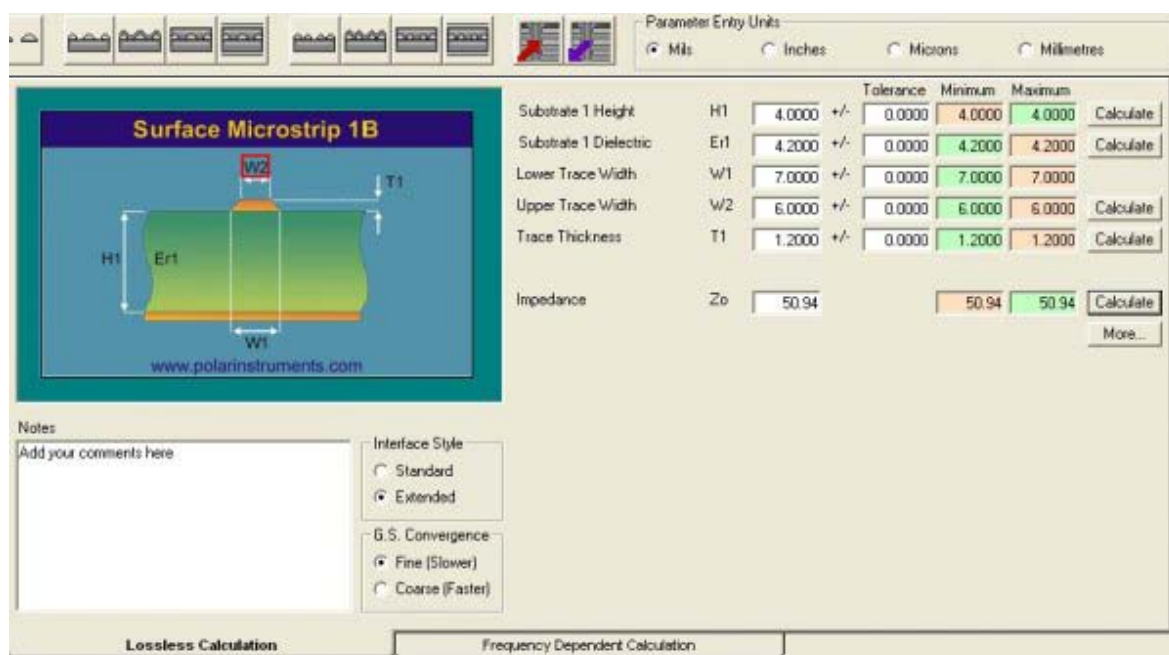 Parameter Entry Units
Mils Inches Microns Millimetres
Tolerance Minimum Maximum
Surface Microstrip 1B
W2
T1
H1 Er1
W1
www.polarinstruments.com
Substrate 1 Height H1 4.0000 +/- 0.0000 4.0000 4.0000 Calculate
Substrate 1 Dielectric Er1 4.2000 +/- 0.0000 4.2000 4.2000 Calculate
Lower Trace Width W1 7.0000 +/- 0.0000 7.0000 7.0000
Upper Trace Width W2 6.0000 +/- 0.0000 6.0000 6.0000 Calculate
Trace Thickness T1 1.2000 +/- 0.0000 1.2000 1.2000 Calculate
Impedance Zo 50.94 50.94 50.94 Calculate
More...
Notes
Add your comments here
Interface Style
Standard
Extended
G.S. Convergence
Fine (Slower)
Coarse (Faster)
Lossless Calculation Frequency Dependent Calculation